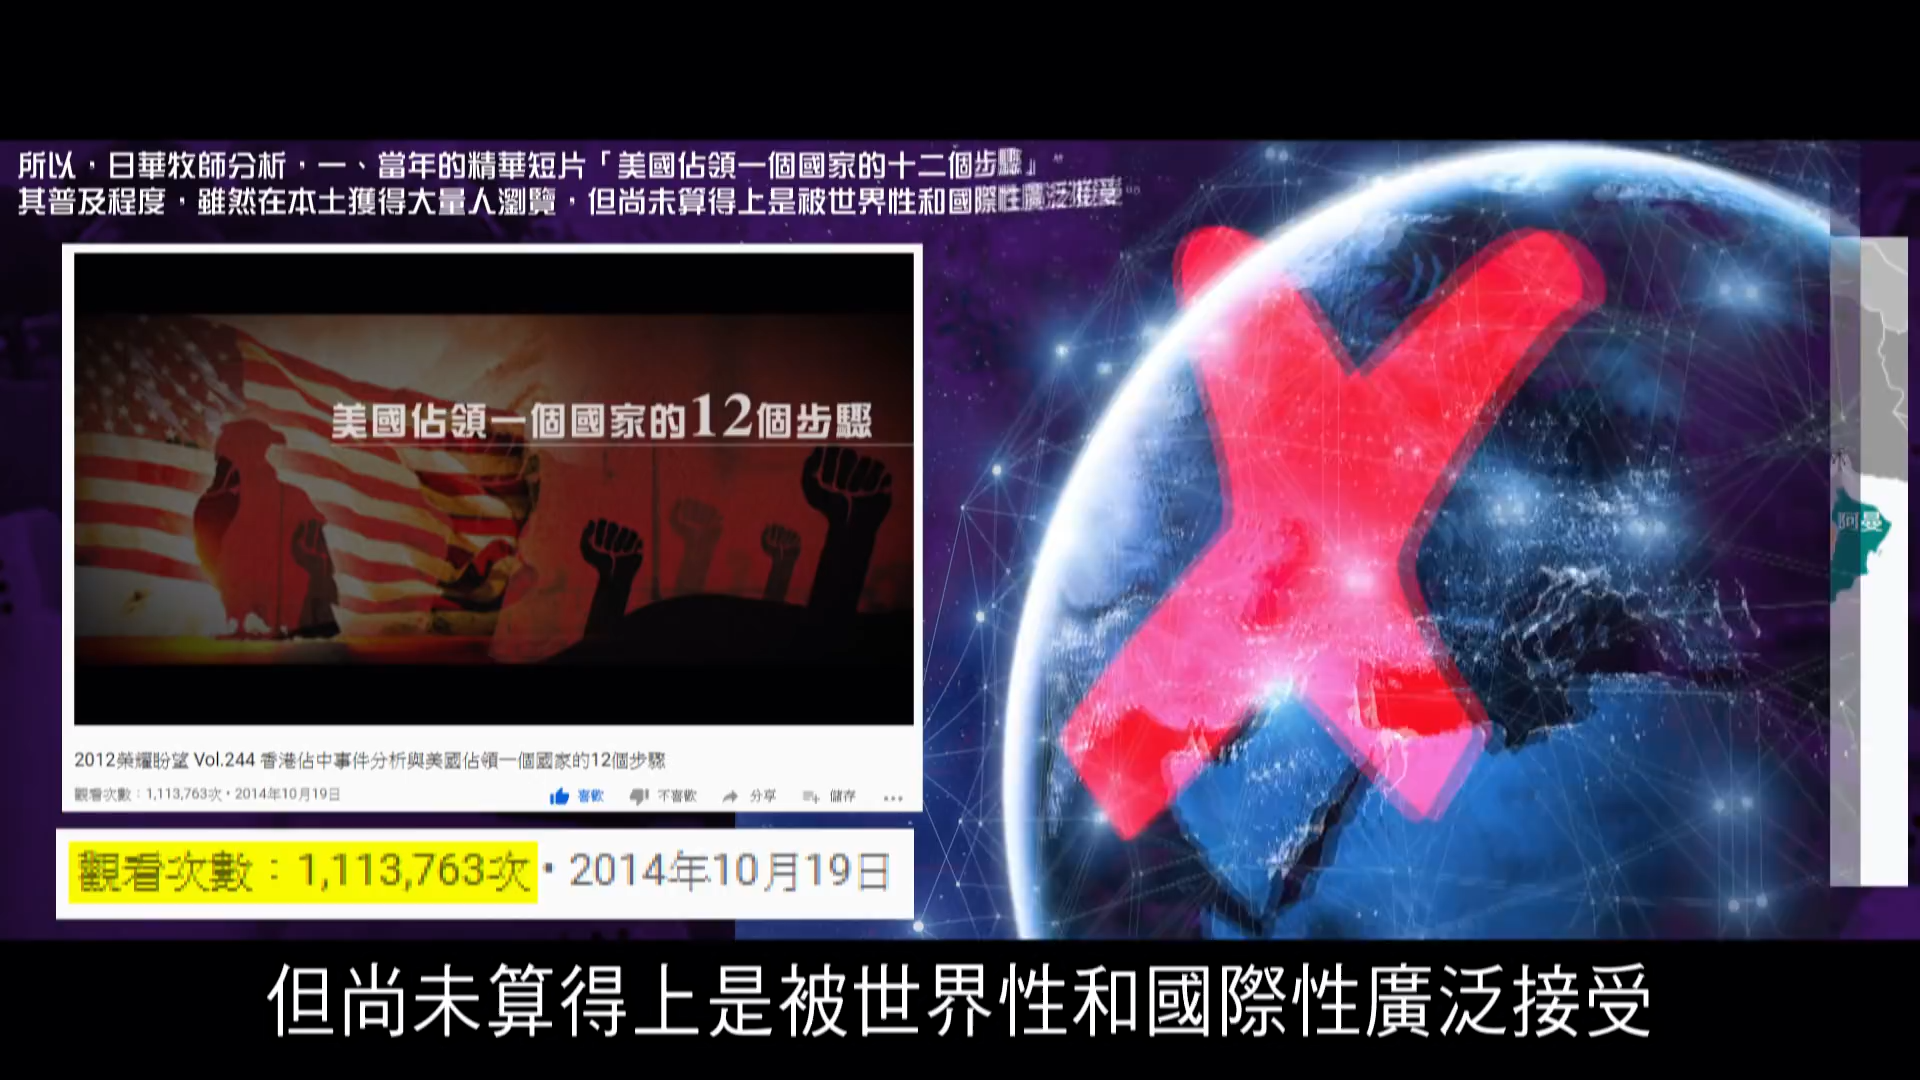 所以，日華牧師分析，一、當年的精華短片「美國佔領一個國家的十二個步驟」，
其普及程度，雖然在本土獲得大量人瀏覽，但尚未算得上是被世界性和國際性廣泛接受。
美國佔領一個國家的12個步驟
2012榮耀盼望 Vol.244 香港佔中事件分析與美國佔領一個國家的12個步驟
觀看次數：1,113,763次 • 2014年10月19日
喜歡 不喜歡 分享 儲存
觀看次數：1,113,763次 • 2014年10月19日
阿曼
但尚未算得上是被世界性和國際性廣泛接受